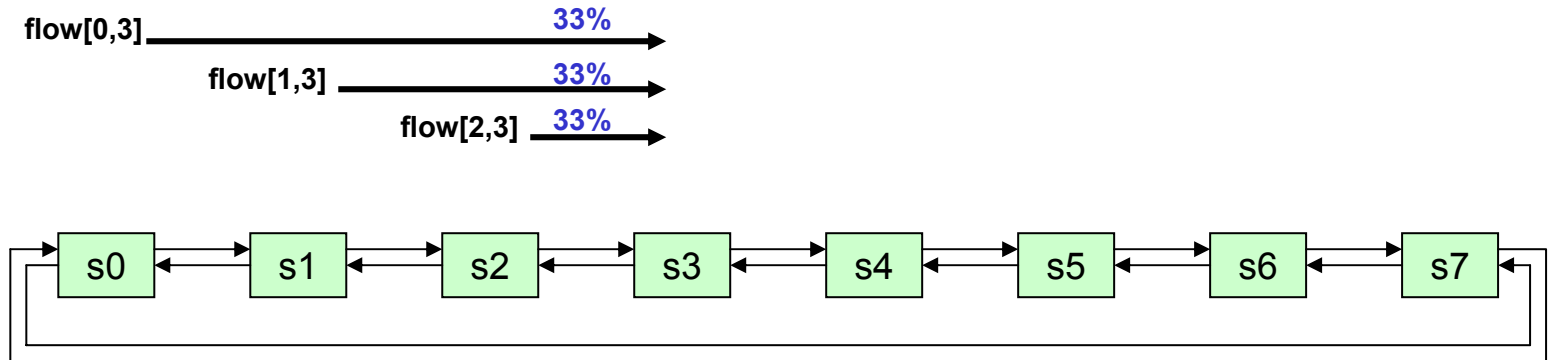 flow[0,3] 33%
flow[1,3] 33%
flow[2,3] 33%
s0 s1 s2 s3 s4 s5 s6 s7